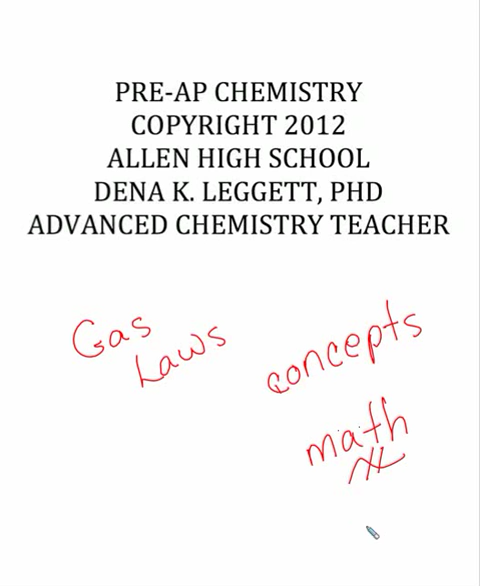 PRE-AP CHEMISTRY
COPYRIGHT 2012
ALLEN HIGH SCHOOL
DENA K. LEGGETT, PHD
ADVANCED CHEMISTRY TEACHER
Gas
Laws
concepts
math